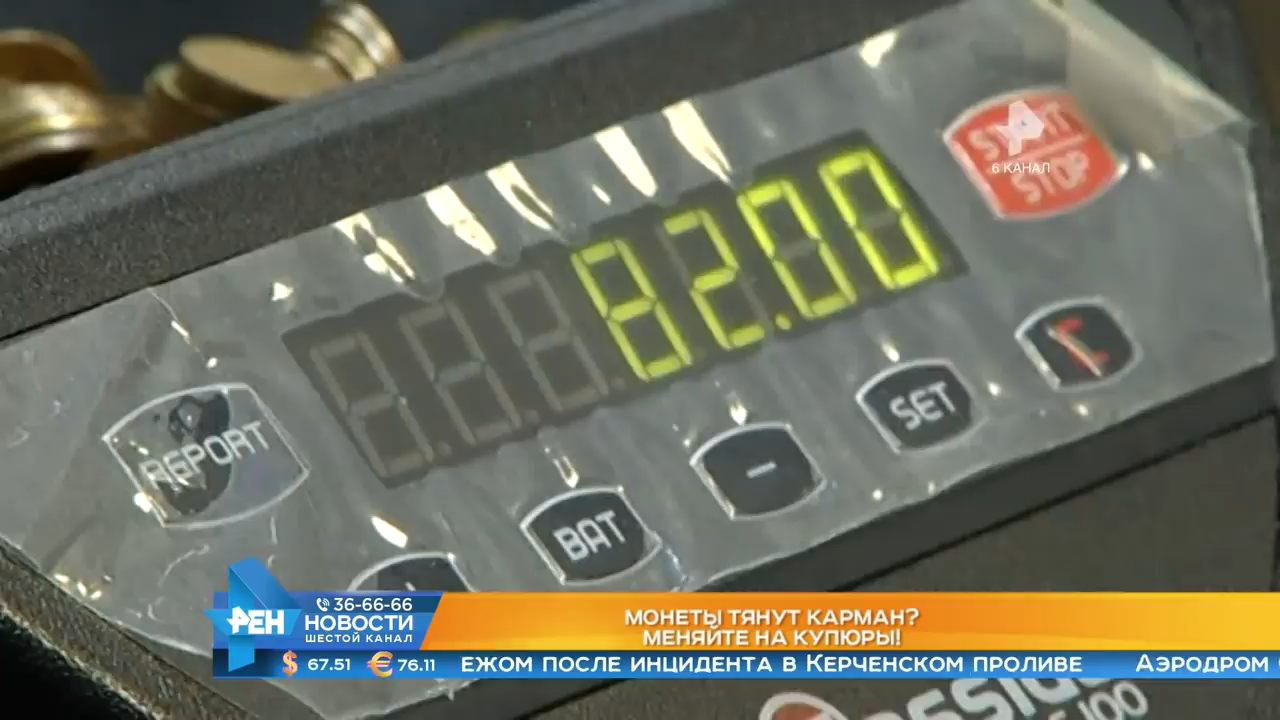 START
STOP
6 КАНАЛ
82.00
REPORT
BAT
-
SET
C
36-66-66
РЕН
НОВОСТИ
ШЕСТОЙ КАНАЛ
МОНЕТЫ ТЯНУТ КАРМАН?
МЕНЯЙТЕ НА КУПЮРЫ!
$ 67.51 € 76.11 ЕЖОМ ПОСЛЕ ИНЦИДЕНТА В КЕРЧЕНСКОМ ПРОЛИВЕ АЭРОДРОМ
100